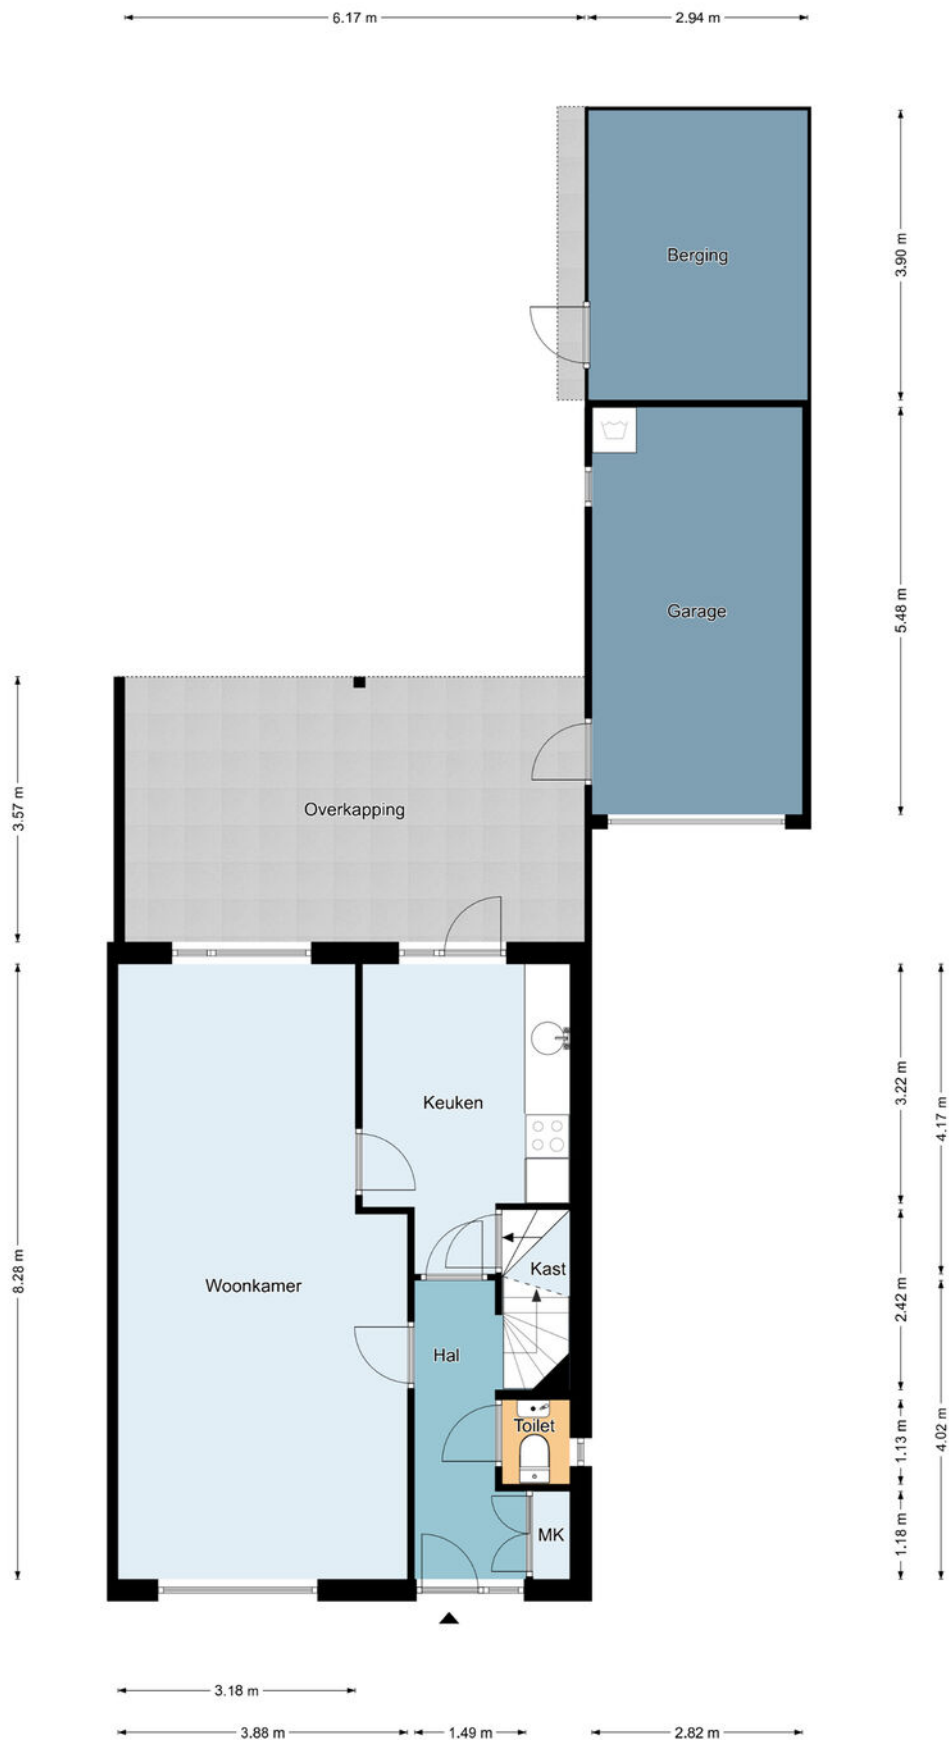 6.17 m
2.94 m
Berging
3.90 m
Garage
5.48 m
Overkapping
3.57 m
Keuken
3.22 m
4.17 m
Woonkamer
8.28 m
Kast
2.42 m
Hal
Toilet
1.13 m
4.02 m
MK
1.18 m
3.18 m
3.88 m
1.49 m
2.82 m